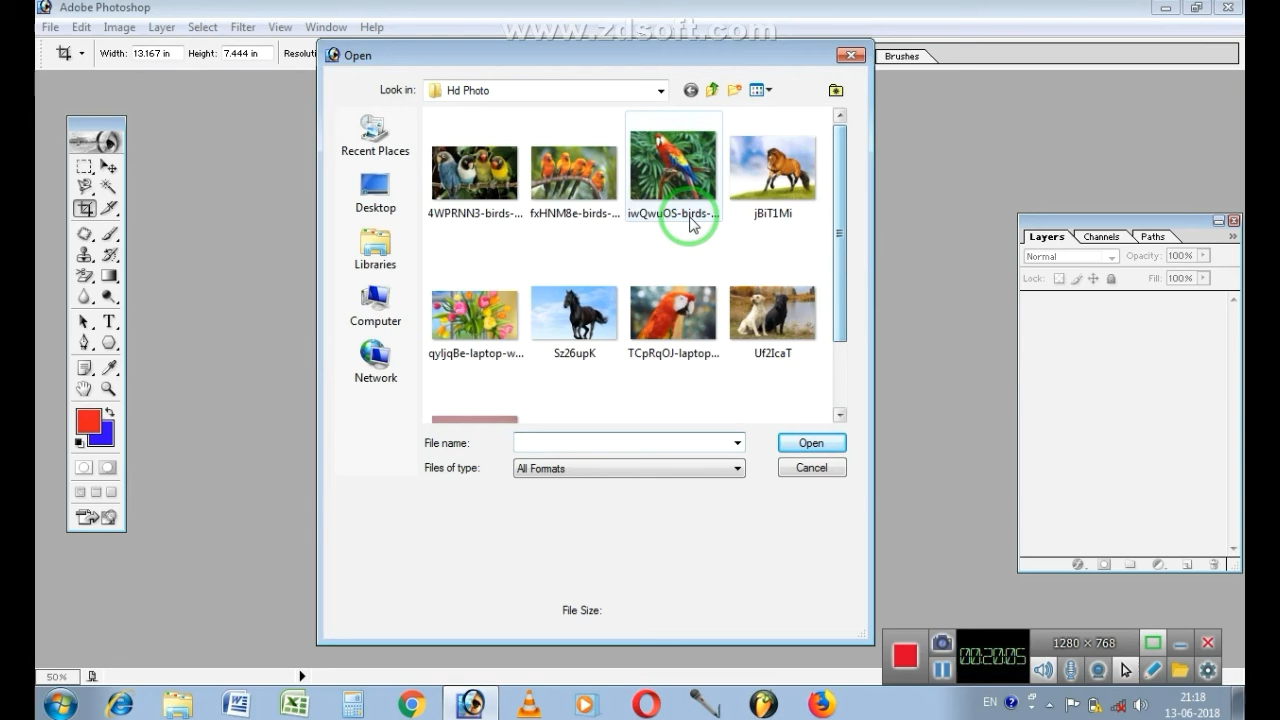 Adobe Photoshop
www.zdsoft.com
File Edit Image Layer Select Filter View Window Help
Width: 13.167 in Height: 7.444 in Resoluti
Brushes
Open
Look in: Hd Photo
Recent Places
Desktop
Libraries
Computer
Network
4WPRNN3-birds-... fxHNM8e-birds-... iwQwuOS-birds-... jBiT1Mi
qyljqBe-laptop-w... Sz26upK TCpRqOJ-laptop... Uf2IcaT
File name: Open
Files of type: All Formats Cancel
File Size:
Layers Channels Paths
Normal Opacity: 100%
Lock: Fill: 100%
1280 × 768
00:20:05
50%
EN
21:18
13-06-2018